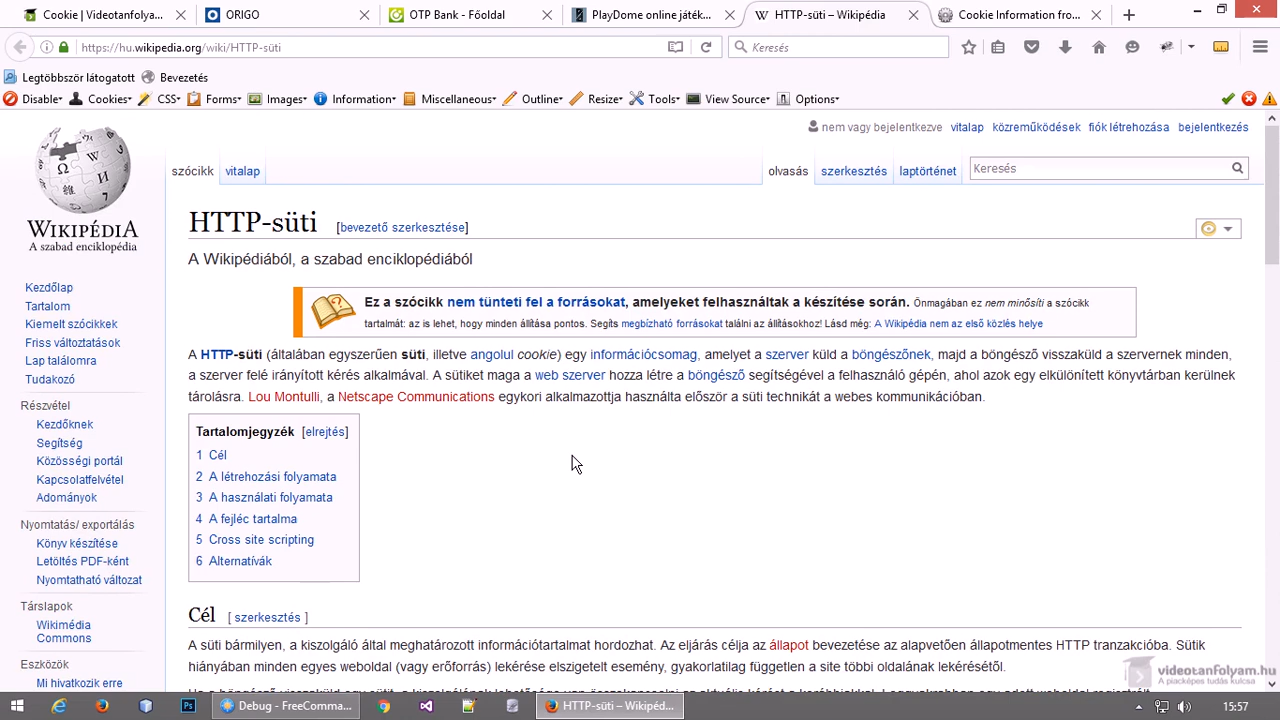 Cookie | Videotanfolya...
ORIGO
OTP Bank - Főoldal
PlayDome online játék...
HTTP-süti – Wikipédia
Cookie Information fro...
https://hu.wikipedia.org/wiki/HTTP-süti
Keresés
Legtöbbször látogatott Bevezetés
Disable Cookies CSS Forms Images Information Miscellaneous Outline Resize Tools View Source Options
nem vagy bejelentkezve vitalap közreműködések fiók létrehozása bejelentkezés
szócikk vitalap olvasás szerkesztés laptörténet Keresés
WIKIPÉDIA
A szabad enciklopédia
Kezdőlap
Tartalom
Kiemelt szócikkek
Friss változtatások
Lap találomra
Tudakozó
Részvétel
Kezdőknek
Segítség
Közösségi portál
Kapcsolatfelvétel
Adományok
Nyomtatás/ exportálás
Könyv készítése
Letöltés PDF-ként
Nyomtatható változat
Társlapok
Wikimédia
Commons
Eszközök
Mi hivatkozik erre
HTTP-süti [bevezető szerkesztése]
A Wikipédiából, a szabad enciklopédiából
Ez a szócikk nem tünteti fel a forrásokat, amelyeket felhasználtak a készítése során. Önmagában ez nem minősíti a szócikk
tartalmát: az is lehet, hogy minden állítása pontos. Segíts megbízható forrásokat találni az állításokhoz! Lásd még: A Wikipédia nem az első közlés helye
A HTTP-süti (általában egyszerűen süti, illetve angolul cookie) egy információcsomag, amelyet a szerver küld a böngészőnek, majd a böngésző visszaküld a szervernek minden,
a szerver felé irányított kérés alkalmával. A sütiket maga a web szerver hozza létre a böngésző segítségével a felhasználó gépén, ahol azok egy elkülönített könyvtárban kerülnek
tárolásra. Lou Montulli, a Netscape Communications egykori alkalmazottja használta először a süti technikát a webes kommunikációban.
Tartalomjegyzék [elrejtés]
1 Cél
2 A létrehozási folyamata
3 A használati folyamata
4 A fejléc tartalma
5 Cross site scripting
6 Alternatívák
Cél [ szerkesztés ]
A süti bármilyen, a kiszolgáló által meghatározott információtartalmat hordozhat. Az eljárás célja az állapot bevezetése az alapvetően állapotmentes HTTP tranzakcióba. Sütik
hiányában minden egyes weboldal (vagy erőforrás) lekérése elszigetelt esemény, gyakorlatilag független a site többi oldalának lekérésétől.
videotanfolyam.hu
A piacképes tudás kulcsa
Debug - FreeComma...
HTTP-süti – Wikipéd...
15:57